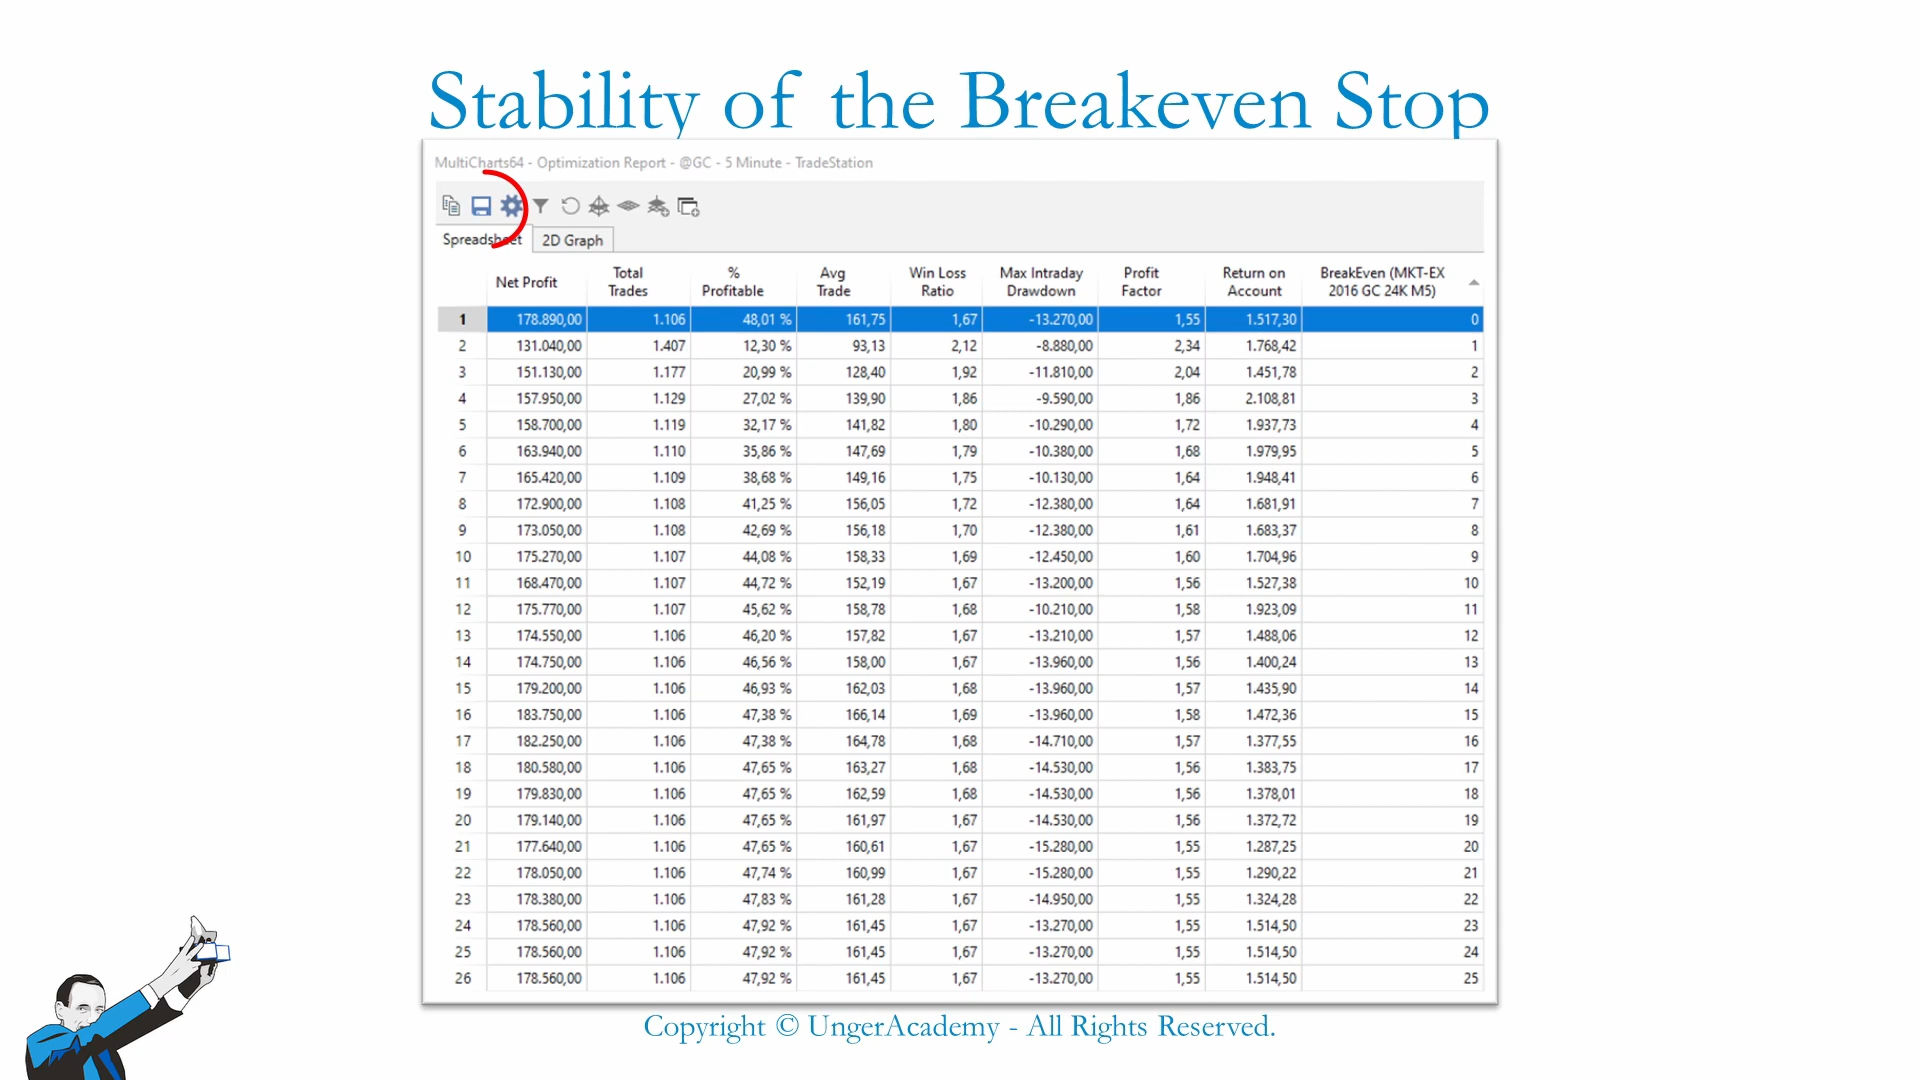 Stability of the Breakeven Stop
MultiCharts64 - Optimization Report - @GC - 5 Minute - TradeStation
Spreadsheet 2D Graph
Net Profit Total Trades % Profitable Avg Trade Win Loss Ratio Max Intraday Drawdown Profit Factor Return on Account BreakEven (MKT-EX 2016 GC 24K M5)
1 178.890,00 1.106 48,01 % 161,75 1,67 -13.270,00 1,55 1.517,30 0
2 131.040,00 1.407 12,30 % 93,13 2,12 -8.880,00 2,34 1.768,42 1
3 151.130,00 1.177 20,99 % 128,40 1,92 -11.810,00 2,04 1.451,78 2
4 157.950,00 1.129 27,02 % 139,90 1,86 -9.590,00 1,86 2.108,81 3
5 158.700,00 1.119 32,17 % 141,82 1,80 -10.290,00 1,72 1.937,73 4
6 163.940,00 1.110 35,86 % 147,69 1,79 -10.380,00 1,68 1.979,95 5
7 165.420,00 1.109 38,68 % 149,16 1,75 -10.130,00 1,64 1.948,41 6
8 172.900,00 1.108 41,25 % 156,05 1,72 -12.380,00 1,64 1.681,91 7
9 173.050,00 1.108 42,69 % 156,18 1,70 -12.380,00 1,61 1.683,37 8
10 175.270,00 1.107 44,08 % 158,33 1,69 -12.450,00 1,60 1.704,96 9
11 168.470,00 1.107 44,72 % 152,19 1,67 -13.200,00 1,56 1.527,38 10
12 175.770,00 1.107 45,62 % 158,78 1,68 -10.210,00 1,58 1.923,09 11
13 174.550,00 1.106 46,20 % 157,82 1,67 -13.210,00 1,57 1.488,06 12
14 174.750,00 1.106 46,56 % 158,00 1,67 -13.960,00 1,56 1.400,24 13
15 179.200,00 1.106 46,93 % 162,03 1,68 -13.960,00 1,57 1.435,90 14
16 183.750,00 1.106 47,38 % 166,14 1,69 -13.960,00 1,58 1.472,36 15
17 182.250,00 1.106 47,38 % 164,78 1,68 -14.710,00 1,57 1.377,55 16
18 180.580,00 1.106 47,65 % 163,27 1,68 -14.530,00 1,56 1.383,75 17
19 179.830,00 1.106 47,65 % 162,59 1,68 -14.530,00 1,56 1.378,01 18
20 179.140,00 1.106 47,65 % 161,97 1,67 -14.530,00 1,56 1.372,72 19
21 177.640,00 1.106 47,65 % 160,61 1,67 -15.280,00 1,55 1.287,25 20
22 178.050,00 1.106 47,74 % 160,99 1,67 -15.280,00 1,55 1.290,22 21
23 178.380,00 1.106 47,83 % 161,28 1,67 -14.950,00 1,55 1.324,28 22
24 178.560,00 1.106 47,92 % 161,45 1,67 -13.270,00 1,55 1.514,50 23
25 178.560,00 1.106 47,92 % 161,45 1,67 -13.270,00 1,55 1.514,50 24
26 178.560,00 1.106 47,92 % 161,45 1,67 -13.270,00 1,55 1.514,50 25
Copyright © UngerAcademy - All Rights Reserved.